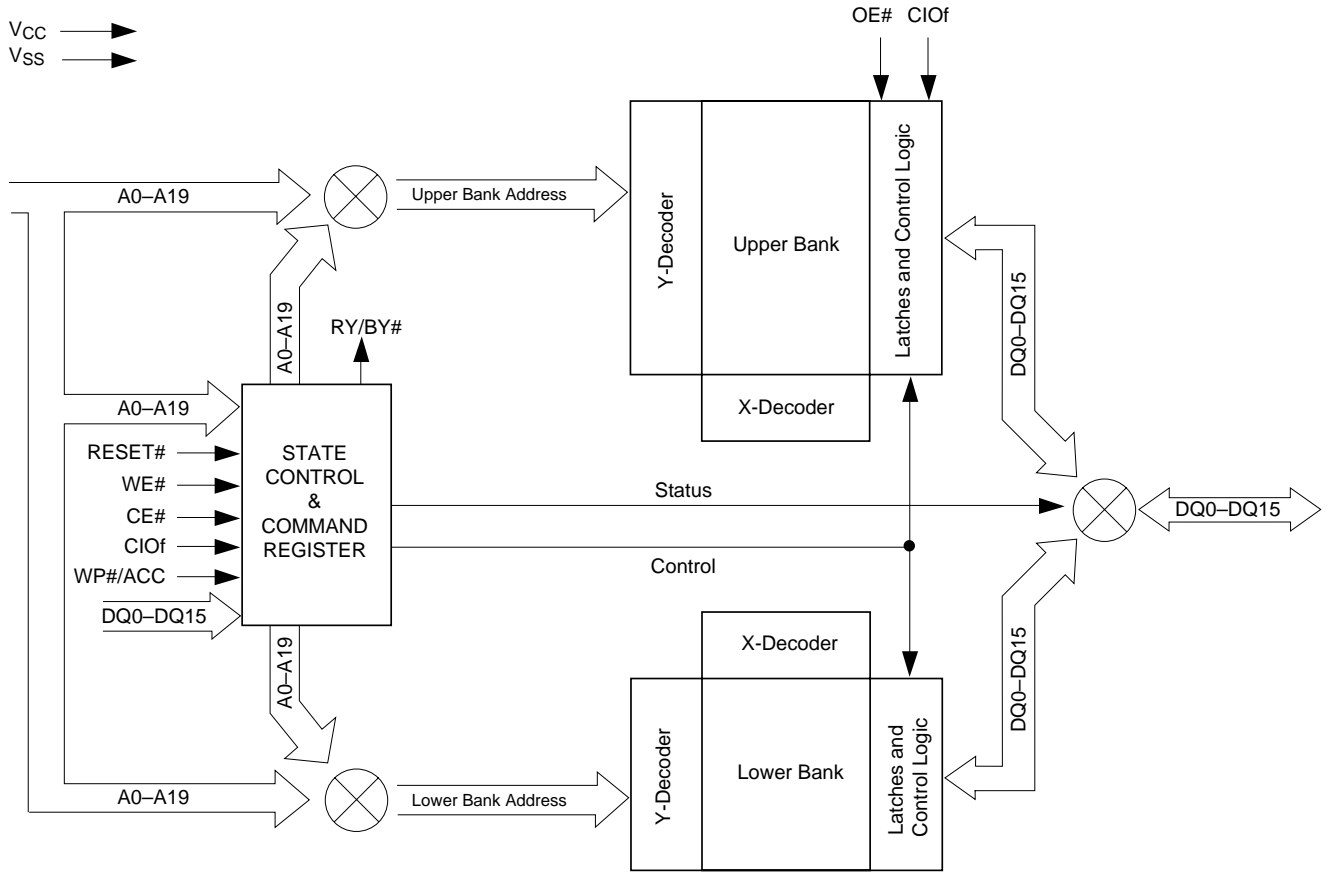 VCC
VSS
OE# CIOf
A0–A19
Upper Bank Address
Y-Decoder
Upper Bank
Latches and Control Logic
X-Decoder
DQ0–DQ15
A0–A19
RY/BY#
A0–A19
RESET#
WE#
CE#
CIOf
WP#/ACC
DQ0–DQ15
STATE
CONTROL
&
COMMAND
REGISTER
Status
Control
DQ0–DQ15
A0–A19
X-Decoder
DQ0–DQ15
A0–A19
Lower Bank Address
Y-Decoder
Lower Bank
Latches and
Control Logic